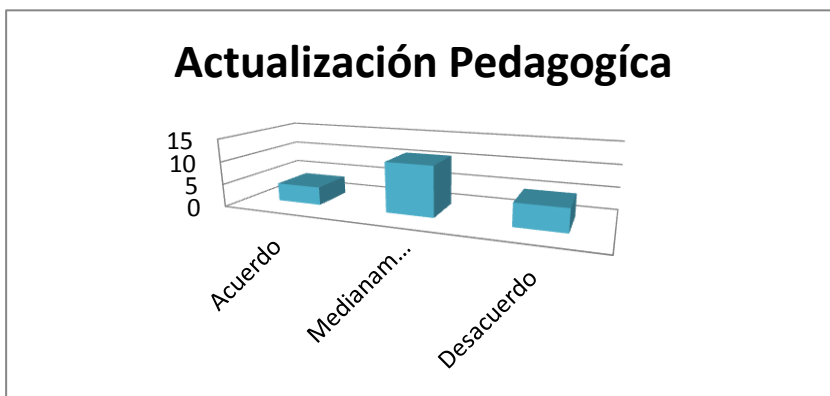 Actualización Pedagogíca
15
10
5
0
Acuerdo
Medianam...
Desacuerdo